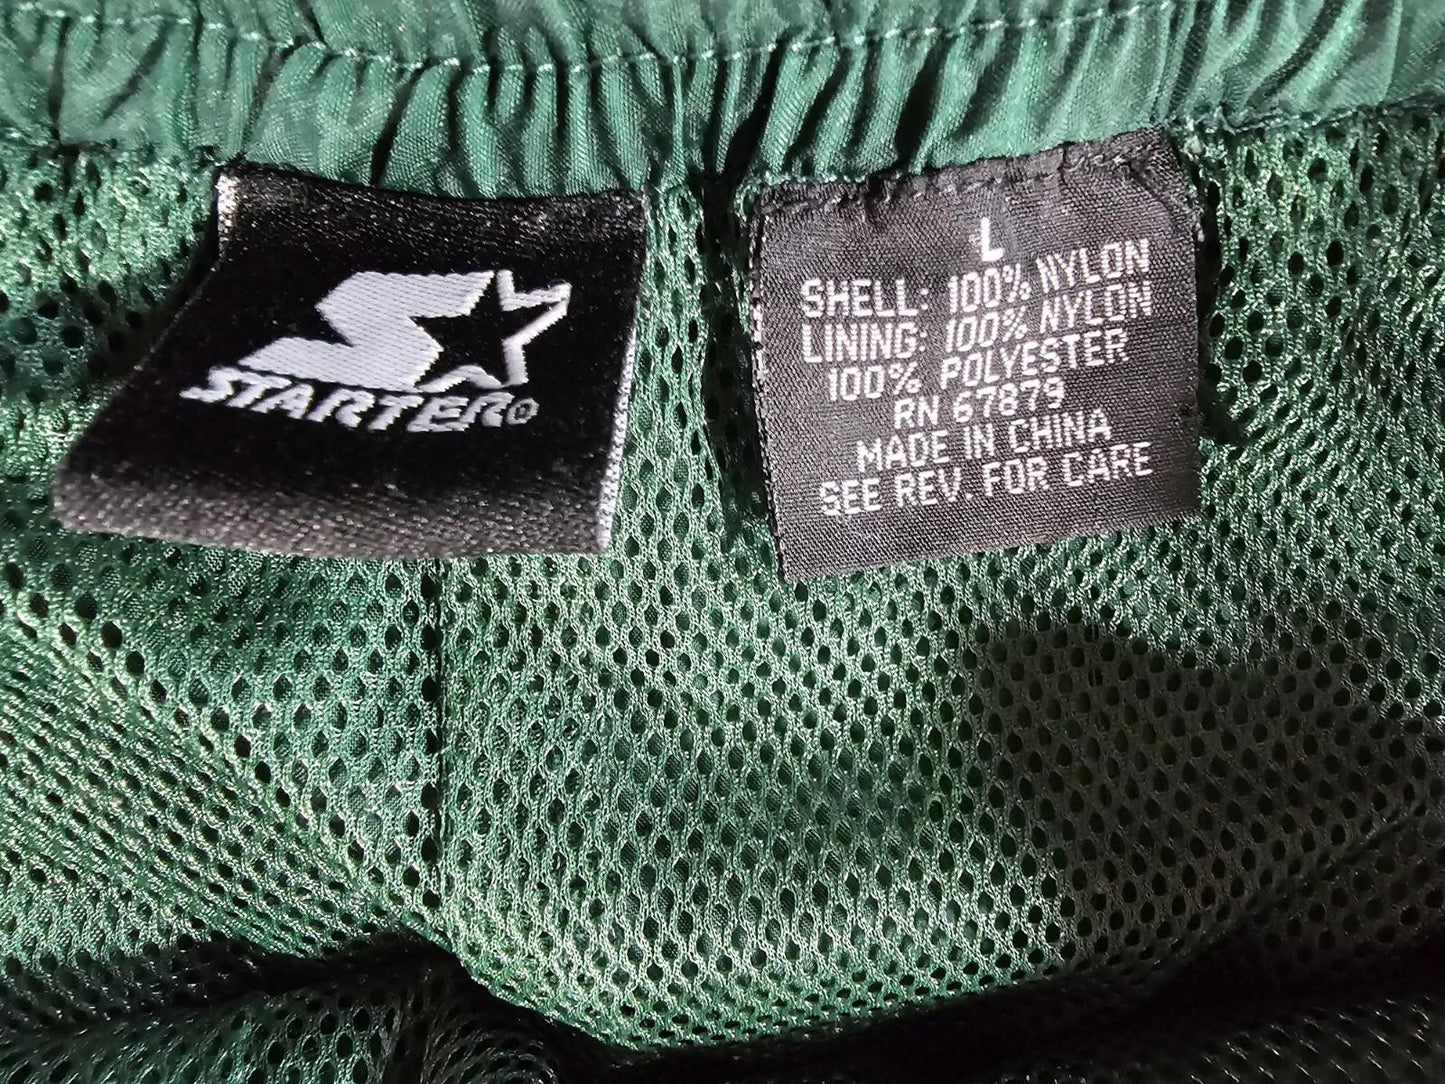 STARTER®
L
SHELL: 100% NYLON
LINING: 100% NYLON
100% POLYESTER
RN 67879
MADE IN CHINA
SEE REV. FOR CARE